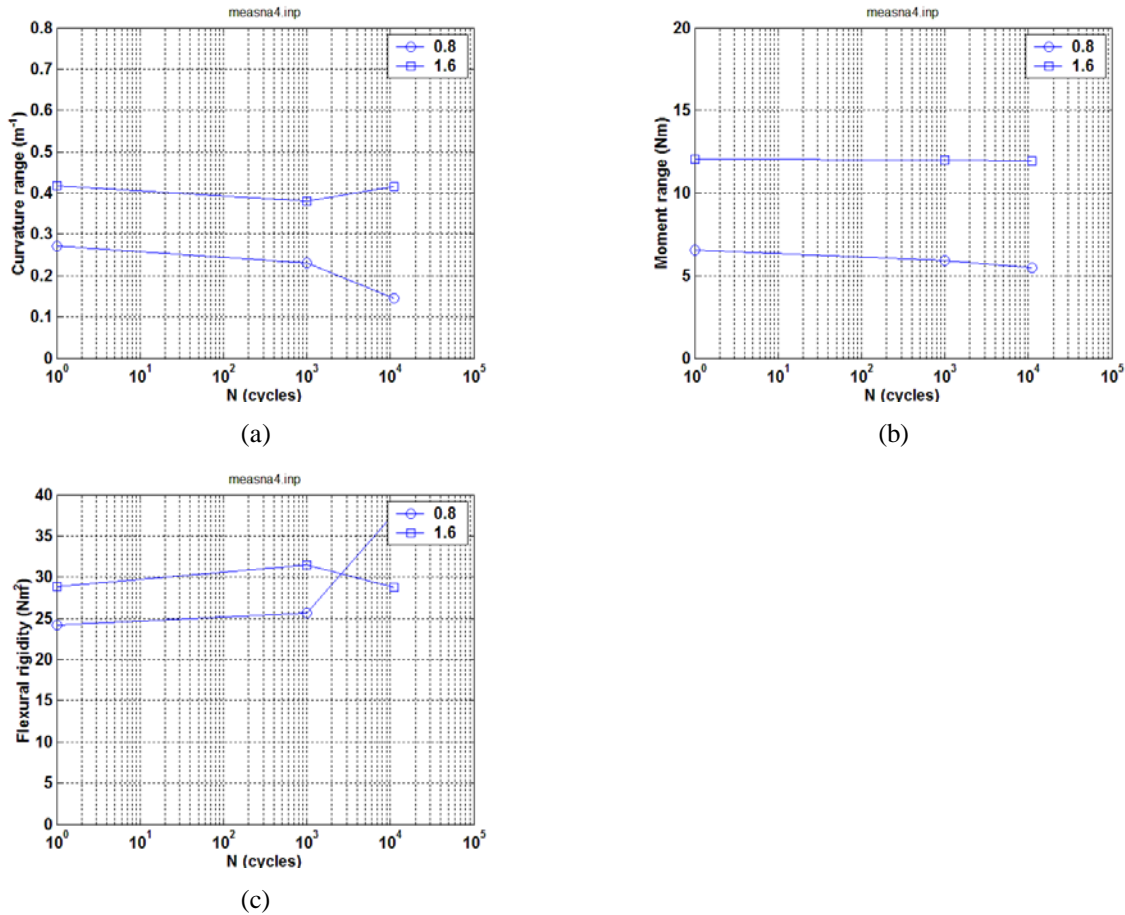 measna4.inp
0.8
0.7
0.6
0.5
0.4
0.3
0.2
0.1
0
Curvature range (m⁻¹)
10⁰ 10¹ 10² 10³ 10⁴ 10⁵
N (cycles)
0.8
1.6
(a)
measna4.inp
20
15
10
5
0
Moment range (Nm)
10⁰ 10¹ 10² 10³ 10⁴ 10⁵
N (cycles)
0.8
1.6
(b)
measna4.inp
40
35
30
25
20
15
10
5
0
Flexural rigidity (Nm²)
10⁰ 10¹ 10² 10³ 10⁴ 10⁵
N (cycles)
0.8
1.6
(c)